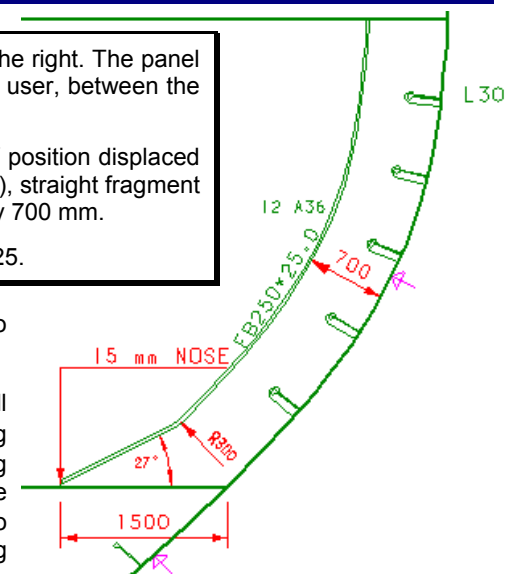 he right. The panel
user, between the
position displaced
), straight fragment
y 700 mm.
25.
L30
12 A36
FB250*25.0
700
15 mm NOSE
R300
27°
1500
o
ll
g
g
e
o
g